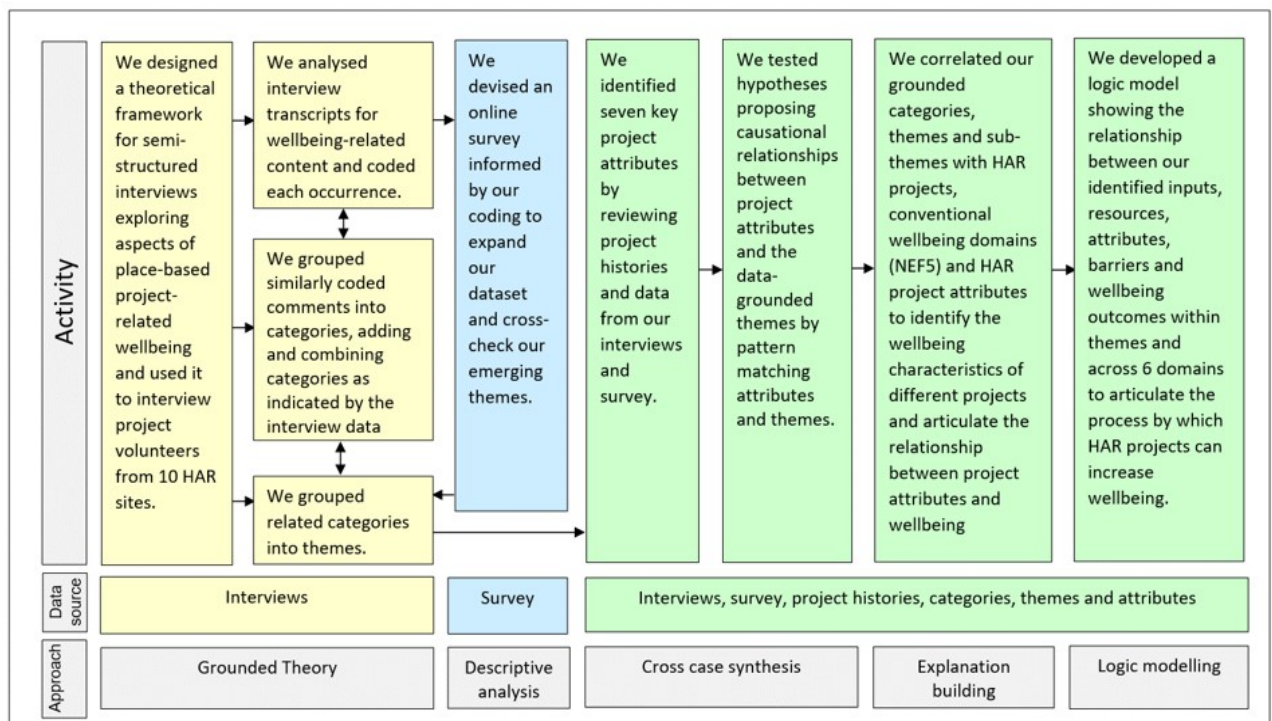 Activity
We designed
a theoretical
framework
for semi-
structured
interviews
exploring
aspects of
place-based
project-
related
wellbeing
and used it
to interview
project
volunteers
from 10 HAR
sites.
We analysed
interview
transcripts for
wellbeing-related
content and coded
each occurrence.
We grouped
similarly coded
comments into
categories, adding
and combining
categories as
indicated by the
interview data
We grouped
related categories
into themes.
We
devised an
online
survey
informed
by our
coding to
expand
our
dataset
and cross-
check our
emerging
themes.
We
identified
seven key
project
attributes
by
reviewing
project
histories
and data
from our
interviews
and
survey.
We tested
hypotheses
proposing
causational
relationships
between
project
attributes
and the
data-
grounded
themes by
pattern
matching
attributes
and themes.
We correlated our
grounded
categories,
themes and sub-
themes with HAR
projects,
conventional
wellbeing domains
(NEF5) and HAR
project attributes
to identify the
wellbeing
characteristics of
different projects
and articulate the
relationship
between project
attributes and
wellbeing
We developed a
logic model
showing the
relationship
between our
identified inputs,
resources,
attributes,
barriers and
wellbeing
outcomes within
themes and
across 6 domains
to articulate the
process by which
HAR projects can
increase
wellbeing.
Data
source
Interviews
Survey
Interviews, survey, project histories, categories, themes and attributes
Approach
Grounded Theory
Descriptive
analysis
Cross case synthesis
Explanation
building
Logic modelling